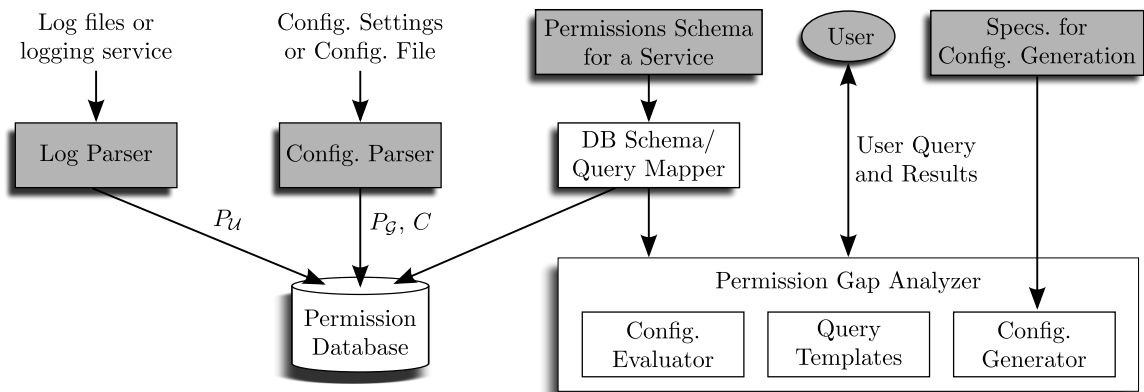 Log files or
logging service
Config. Settings
or Config. File
Permissions Schema
for a Service
User
Specs. for
Config. Generation
Log Parser
Config. Parser
DB Schema/
Query Mapper
User Query
and Results
P_U
P_G, C
Permission
Database
Permission Gap Analyzer
Config.
Evaluator
Query
Templates
Config.
Generator